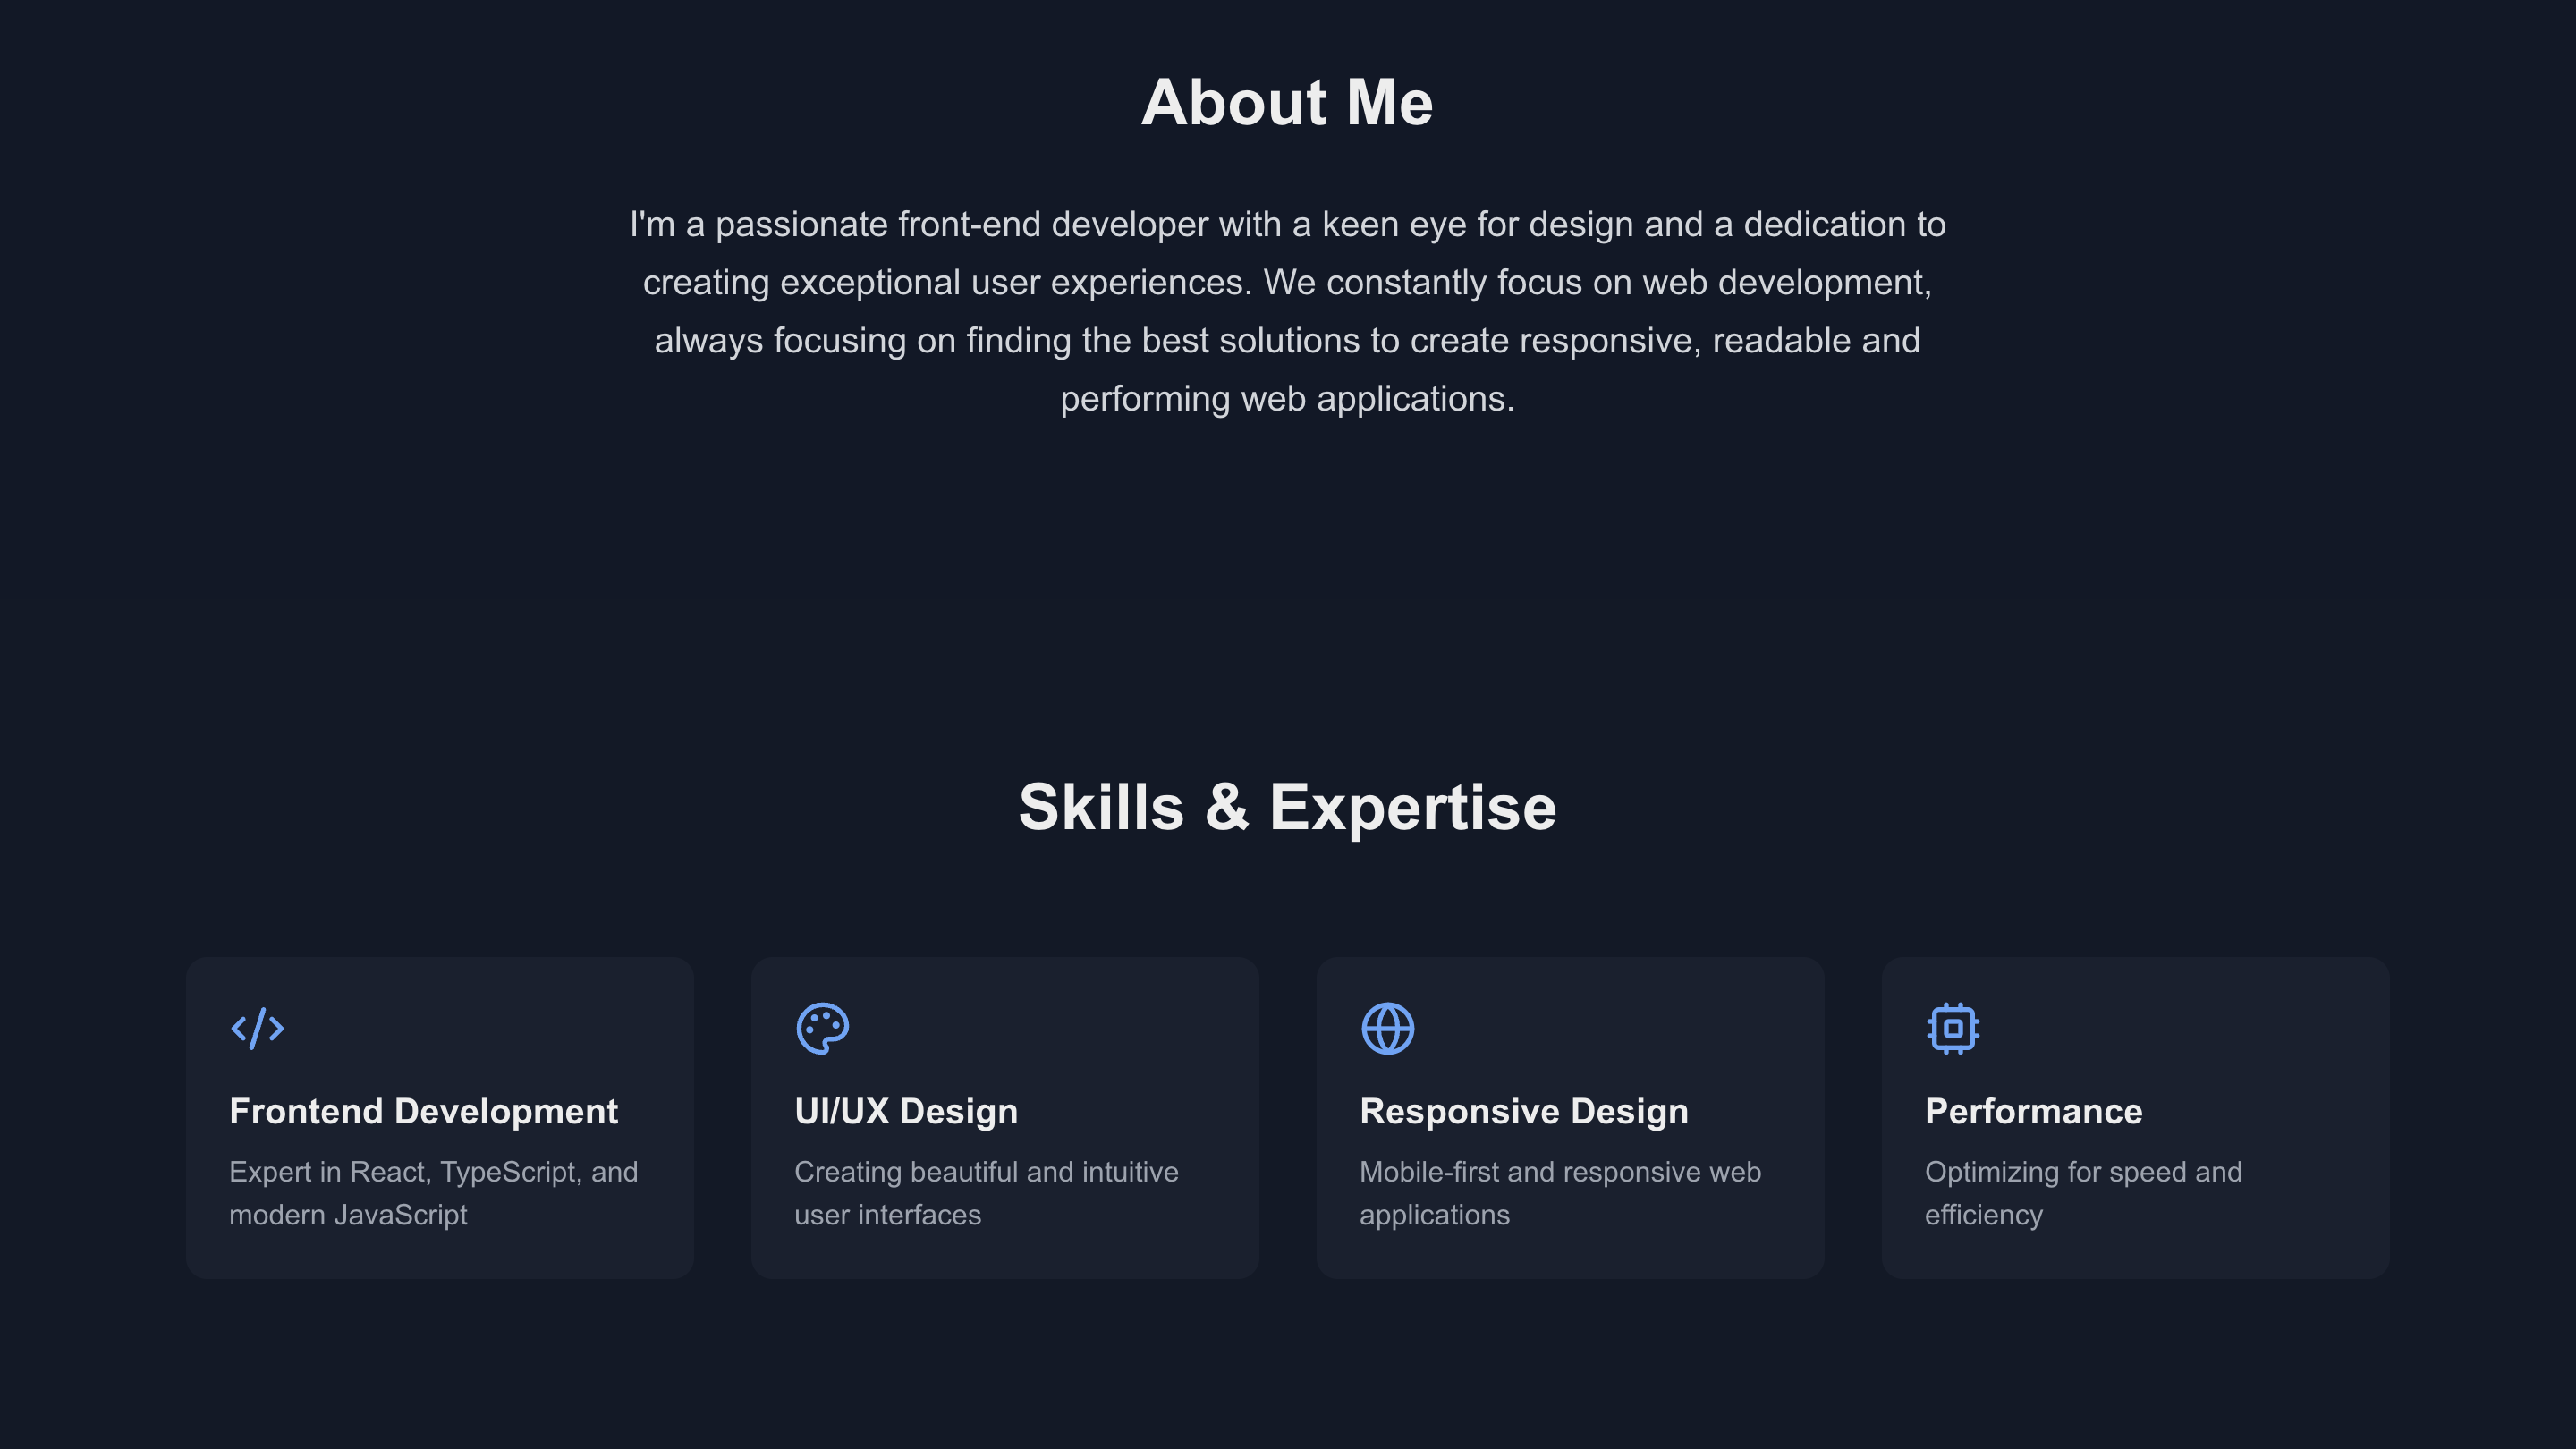 About Me
I'm a passionate front-end developer with a keen eye for design and a dedication to
creating exceptional user experiences. We constantly focus on web development,
always focusing on finding the best solutions to create responsive, readable and
performing web applications.
Skills & Expertise
Frontend Development
Expert in React, TypeScript, and
modern JavaScript
UI/UX Design
Creating beautiful and intuitive
user interfaces
Responsive Design
Mobile-first and responsive web
applications
Performance
Optimizing for speed and
efficiency